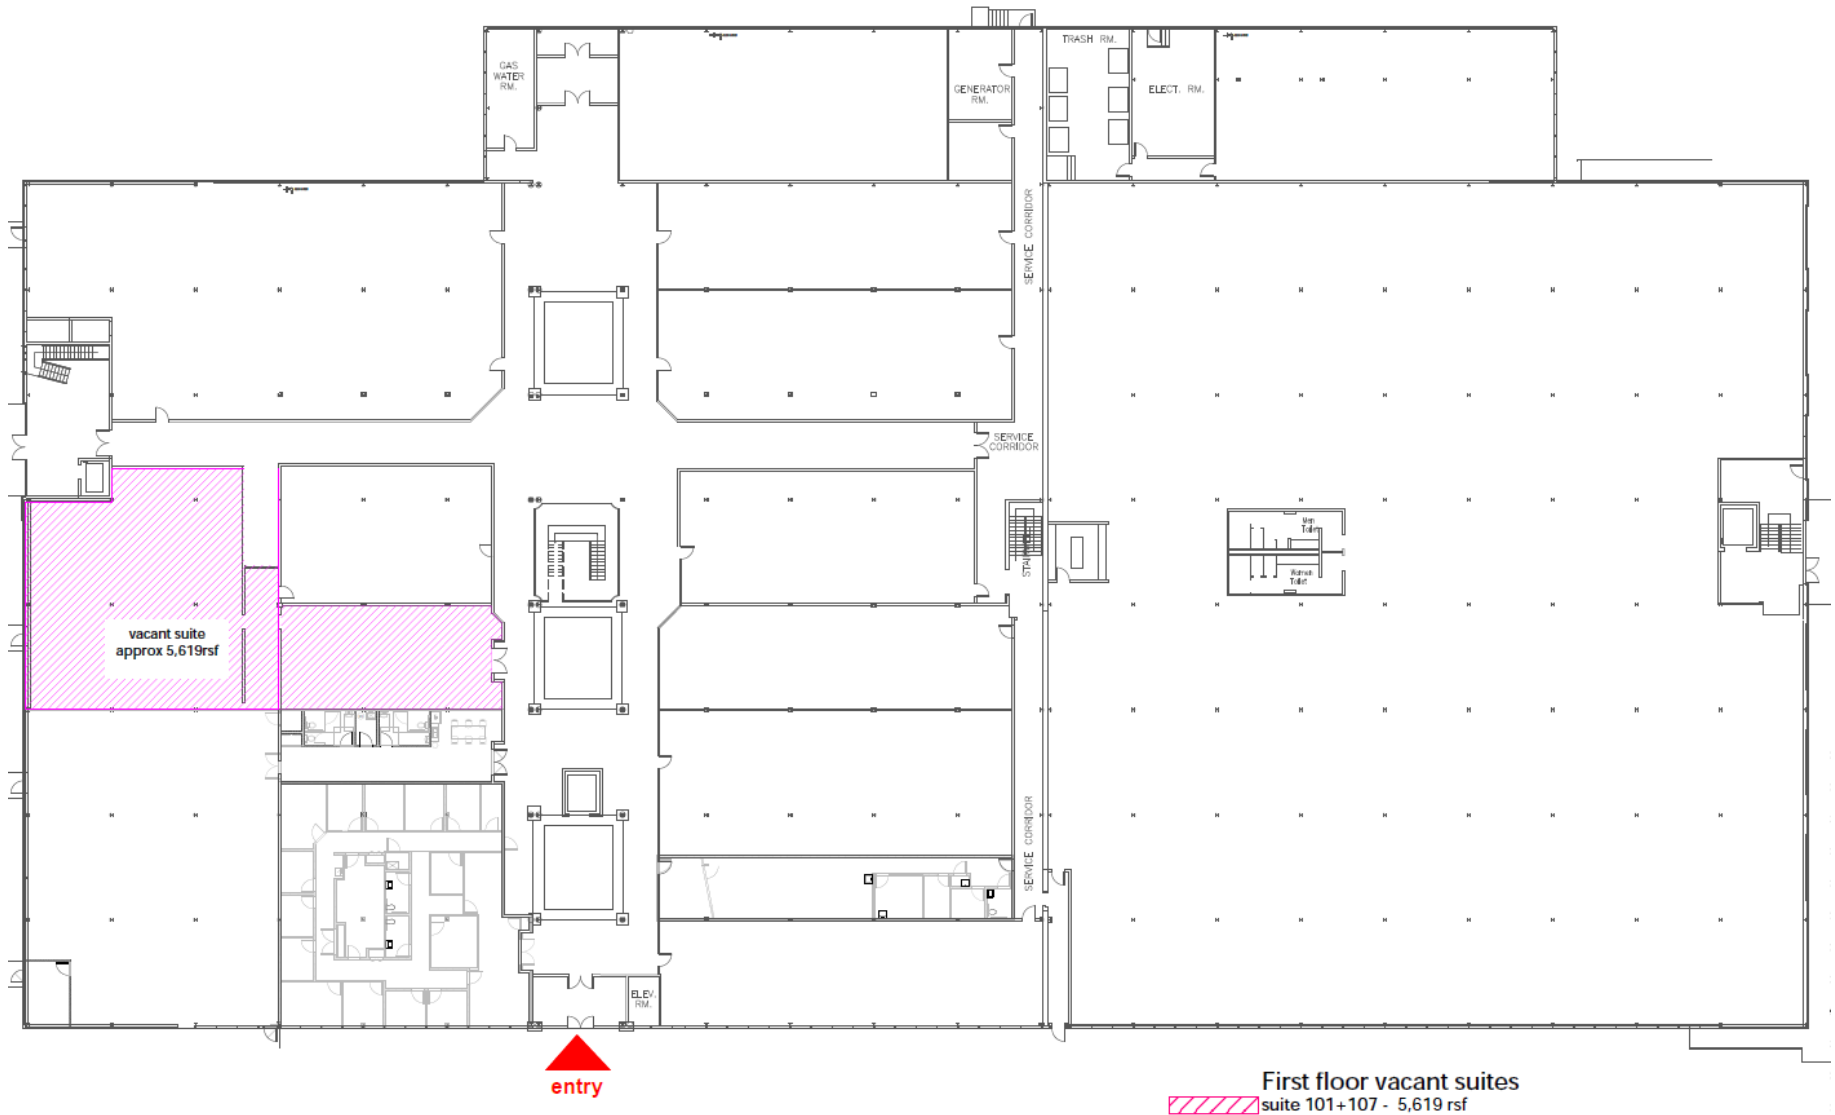 GAS
WATER
RM.
GENERATOR
RM.
TRASH RM.
ELECT. RM.
SERVICE CORRIDOR
SERVICE
CORRIDOR
Men
Toilet
Women
Toilet
vacant suite
approx 5,619rsf
SERVICE CORRIDOR
ELEV.
RM.
entry
First floor vacant suites
suite 101+107 - 5,619 rsf